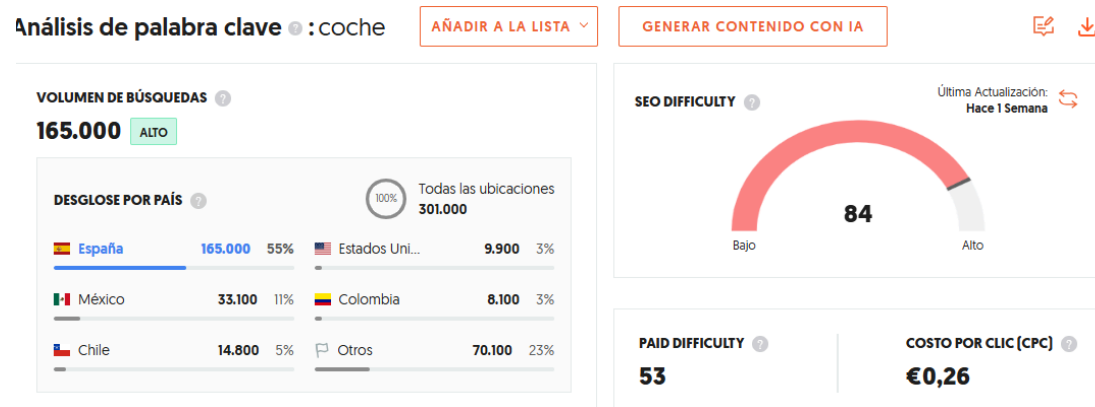 Análisis de palabra clave ? : coche
AÑADIR A LA LISTA
GENERAR CONTENIDO CON IA
VOLUMEN DE BÚSQUEDAS ?
165.000 ALTO
DESGLOSE POR PAÍS ?
100%
Todas las ubicaciones
301.000
España 165.000 55%
Estados Uni... 9.900 3%
México 33.100 11%
Colombia 8.100 3%
Chile 14.800 5%
Otros 70.100 23%
SEO DIFFICULTY ?
Última Actualización:
Hace 1 Semana
84
Bajo
Alto
PAID DIFFICULTY ?
53
COSTO POR CLIC (CPC) ?
€0,26